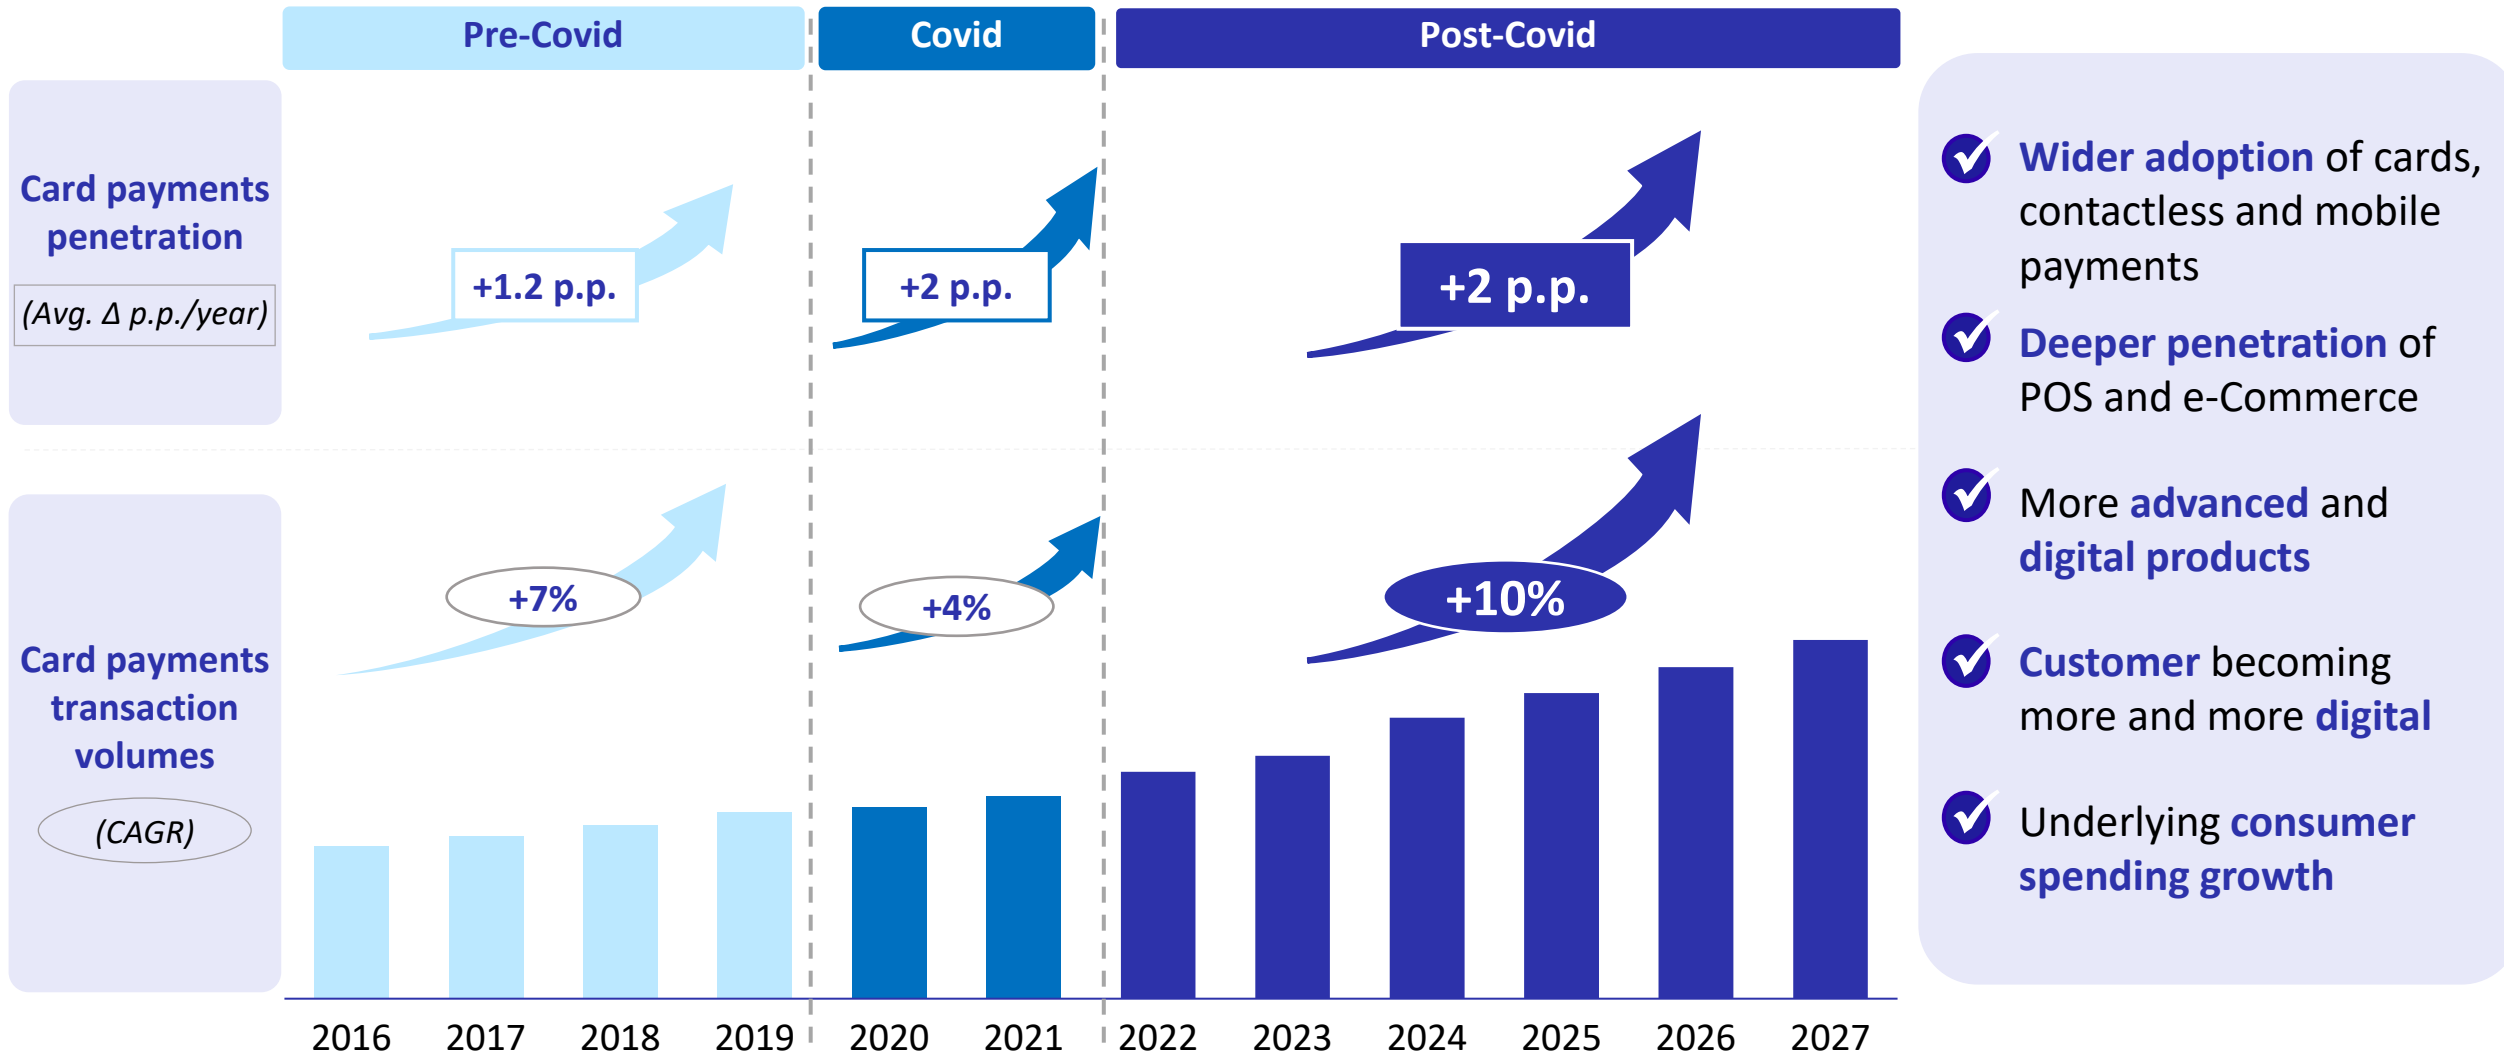 Pre-Covid
Covid
Post-Covid
Card payments
penetration
(Avg. Δ p.p./year)
+1.2 p.p.
+2 p.p.
+2 p.p.
Card payments
transaction
volumes
(CAGR)
+7%
+4%
+10%
2016
2017
2018
2019
2020
2021
2022
2023
2024
2025
2026
2027
Wider adoption of cards,
contactless and mobile
payments
Deeper penetration of
POS and e-Commerce
More advanced and
digital products
Customer becoming
more and more digital
Underlying consumer
spending growth